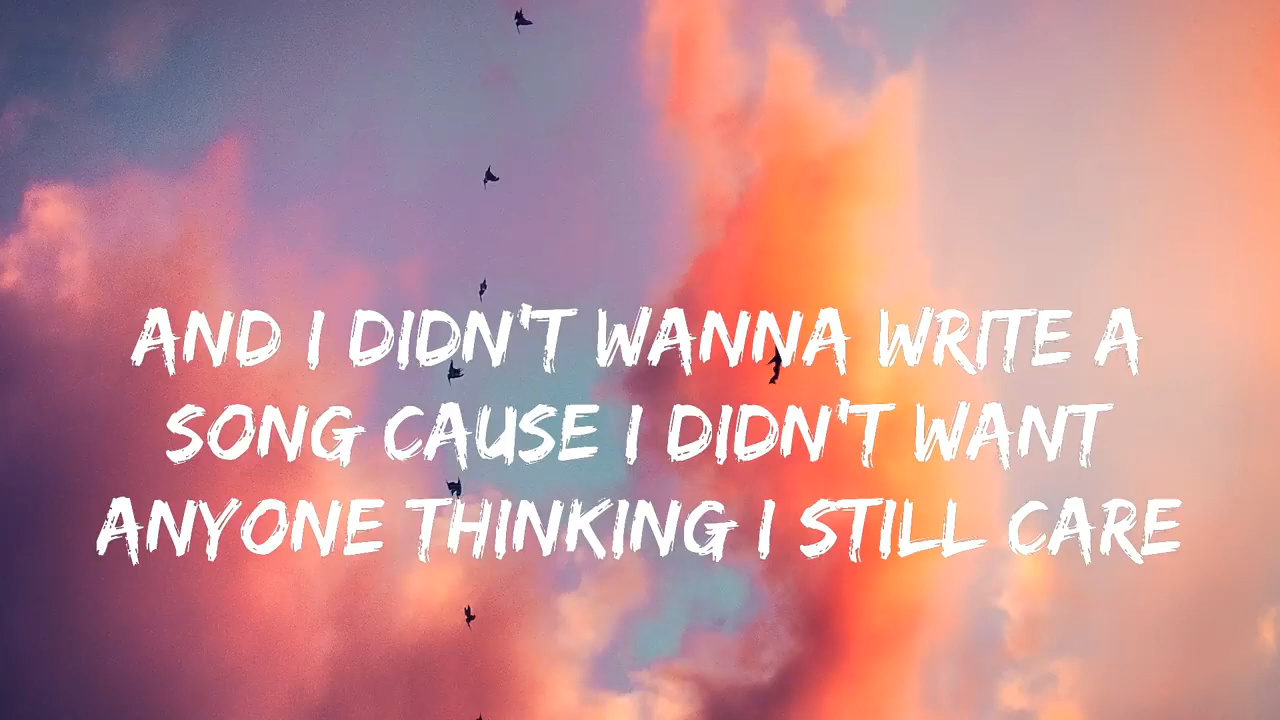 AND I DIDN'T WANNA WRITE A
SONG CAUSE I DIDN'T WANT
ANYONE THINKING I STILL CARE